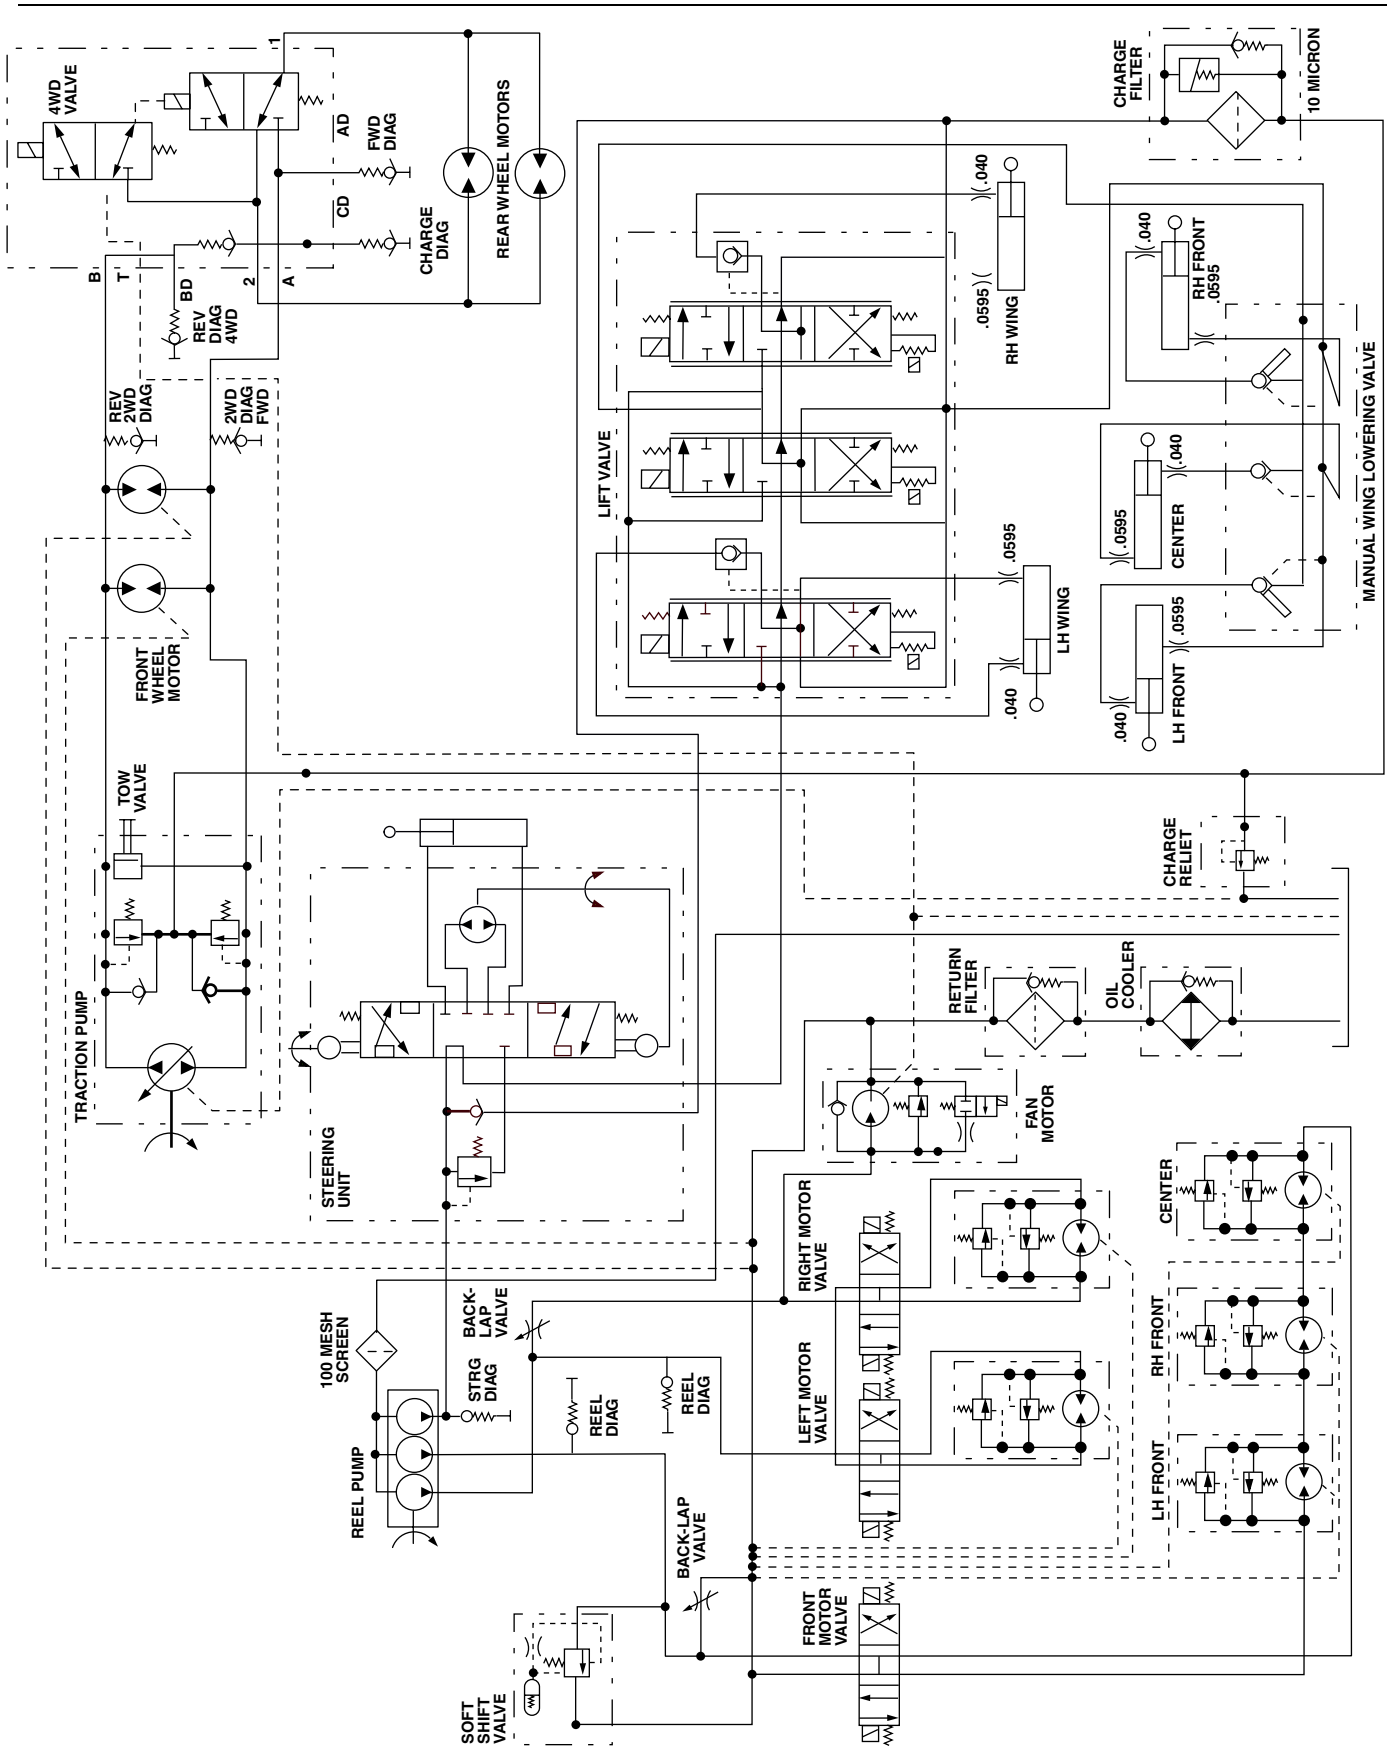 4WD
VALVE
1
AD
FWD
DIAG
CD
CHARGE
DIAG
REAR WHEEL MOTORS
B
T
BD
2
A
REV
DIAG
4WD
REV
2WD
DIAG
2WD
DIAG
FWD
FRONT
WHEEL
MOTOR
TOW
VALVE
TRACTION PUMP
STEERING
UNIT
LIFT VALVE
.040
.0595
RH WING
.0595
.040
LH WING
CHARGE
FILTER
10 MICRON
.040
RH FRONT
.0595
.040
.0595
CENTER
.0595
.040
LH FRONT
MANUAL WING LOWERING VALVE
CHARGE
RELIET
RETURN
FILTER
OIL
COOLER
FAN
MOTOR
100 MESH
SCREEN
BACK-
LAP
VALVE
STRG
DIAG
REEL
DIAG
REEL
DIAG
REEL PUMP
RIGHT MOTOR
VALVE
LEFT MOTOR
VALVE
CENTER
RH FRONT
LH FRONT
BACK-LAP
VALVE
FRONT
MOTOR
VALVE
SOFT
SHIFT
VALVE